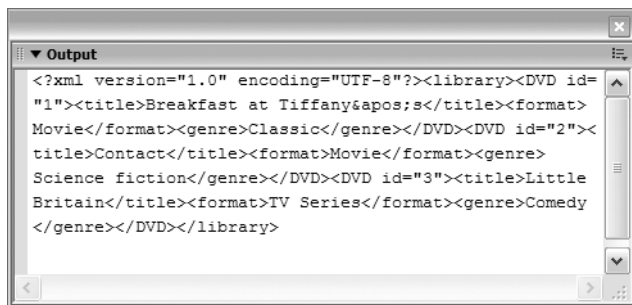 Output
<?xml version="1.0" encoding="UTF-8"?><library><DVD id=
"1"><title>Breakfast at Tiffany&apos;s</title><format>
Movie</format><genre>Classic</genre></DVD><DVD id="2"><
title>Contact</title><format>Movie</format><genre>
Science fiction</genre></DVD><DVD id="3"><title>Little
Britain</title><format>TV Series</format><genre>Comedy
</genre></DVD></library>